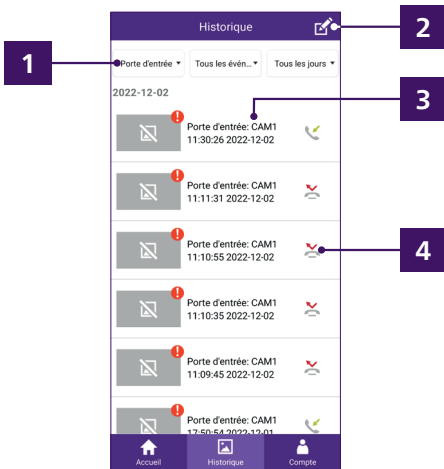 Historique
2
1
Porte d'entrée
Tous les évén...
Tous les jours
2022-12-02
3
Porte d'entrée: CAM1
11:30:26 2022-12-02
Porte d'entrée: CAM1
11:11:31 2022-12-02
4
Porte d'entrée: CAM1
11:10:55 2022-12-02
Porte d'entrée: CAM1
11:10:35 2022-12-02
Porte d'entrée: CAM1
11:09:45 2022-12-02
Porte d'entrée: CAM1
17:50:54 2022-12-01
Accueil
Historique
Compte